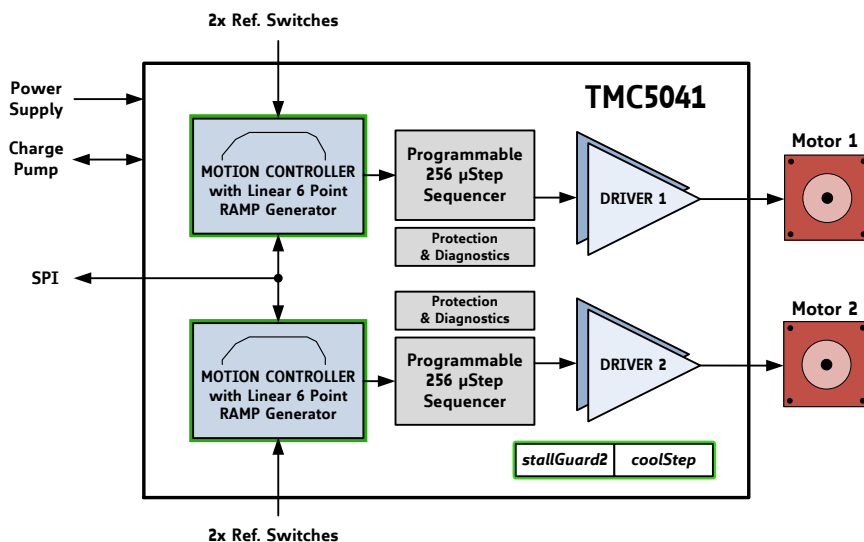 2x Ref. Switches
TMC5041
Power
Supply
Charge
Pump
MOTION CONTROLLER
with Linear 6 Point
RAMP Generator
Programmable
256 µStep
Sequencer
DRIVER 1
Motor 1
Protection
& Diagnostics
SPI
Protection
& Diagnostics
Motor 2
MOTION CONTROLLER
with Linear 6 Point
RAMP Generator
Programmable
256 µStep
Sequencer
DRIVER 2
stallGuard2
coolStep
2x Ref. Switches